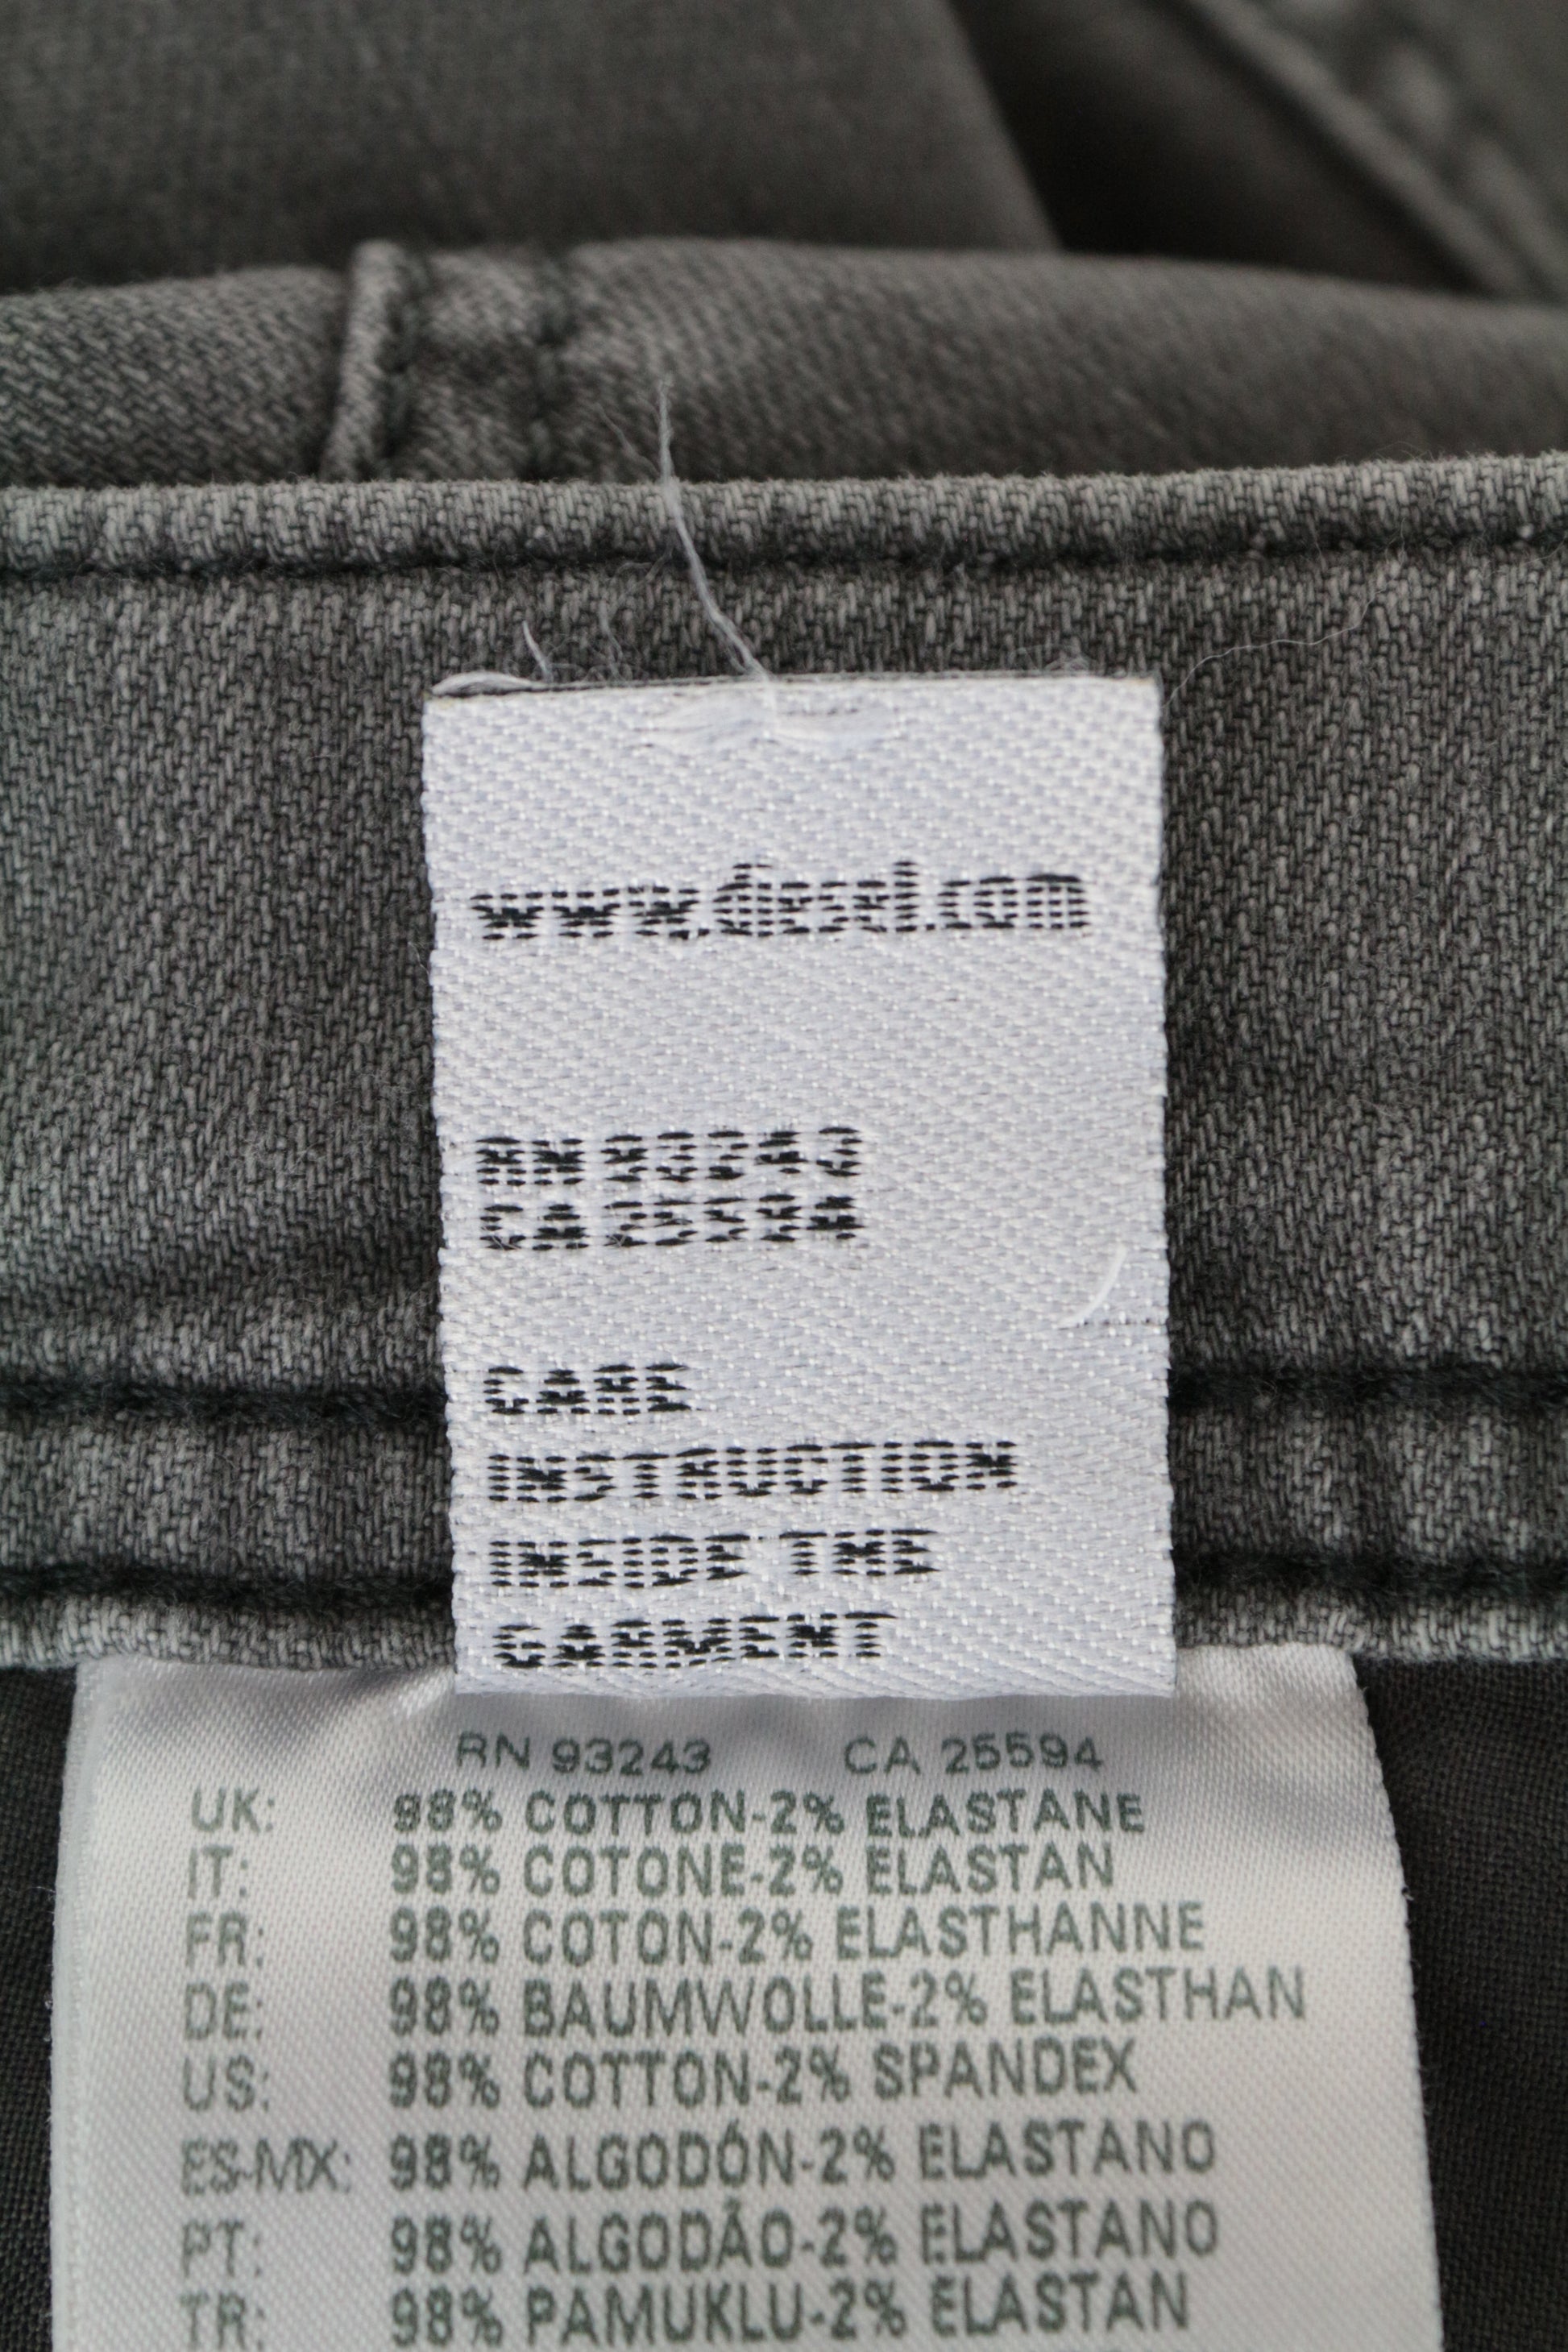 www.diesel.com
RN 93243
CA 25594
CARE
INSTRUCTION
INSIDE THE
GARMENT
RN 93243 CA 25594
UK: 98% COTTON-2% ELASTANE
IT: 98% COTONE-2% ELASTAN
FR: 98% COTON-2% ELASTHANNE
DE: 98% BAUMWOLLE-2% ELASTHAN
US: 98% COTTON-2% SPANDEX
ES-MX: 98% ALGODÓN-2% ELASTANO
PT: 98% ALGODÃO-2% ELASTANO
TR: 98% PAMUKLU-2% ELASTAN